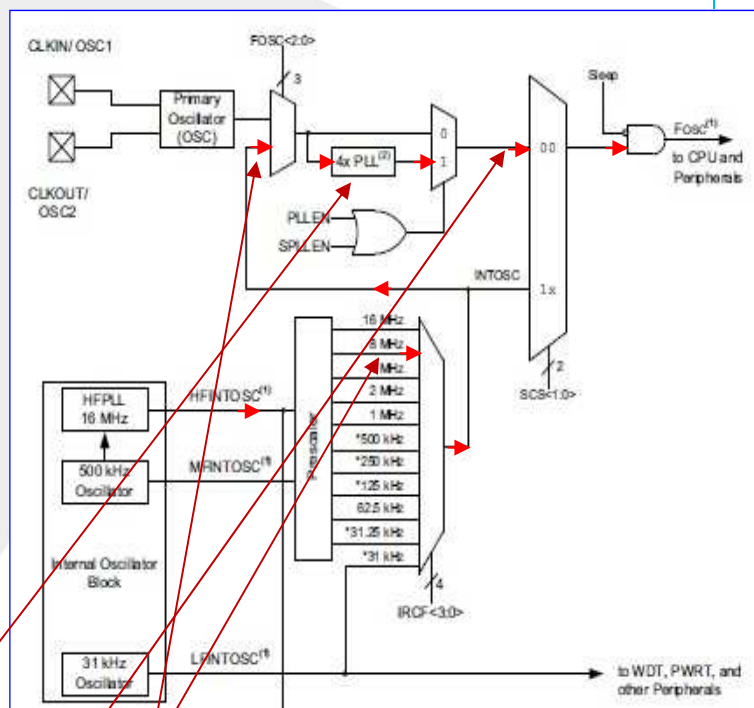 CLKIN/ OSC1
FOSC<2:0>
3
Sleep
Primary
Oscillator
(OSC)
0
4x PLL(2)
1
00
FOSC(1)
to CPU and
Peripherals
CLKOUT/
OSC2
PLLEN
SPLLEN
INTOSC
1x
2
SCS<1:0>
16 MHz
8 MHz
MHz
2 MHz
1 MHz
*500 kHz
*250 kHz
*125 kHz
62.5 kHz
*31.25 kHz
*31 kHz
Prescaler
4
IRCF<3:0>
HFPLL
16 MHz
HFINTOSC(1)
500 kHz
Oscillator
MFINTOSC(1)
Internal Oscillator
Block
31 kHz
Oscillator
LFINTOSC(1)
to WDT, PWRT, and
other Peripherals